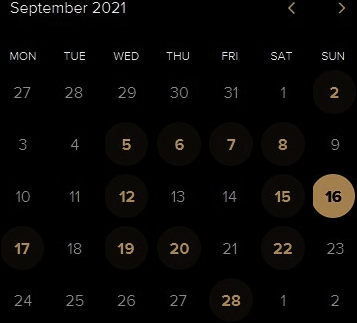 September 2021
MON TUE WED THU FRI SAT SUN
27 28 29 30 31 1 2
3 4 5 6 7 8 9
10 11 12 13 14 15 16
17 18 19 20 21 22 23
24 25 26 27 28 1 2